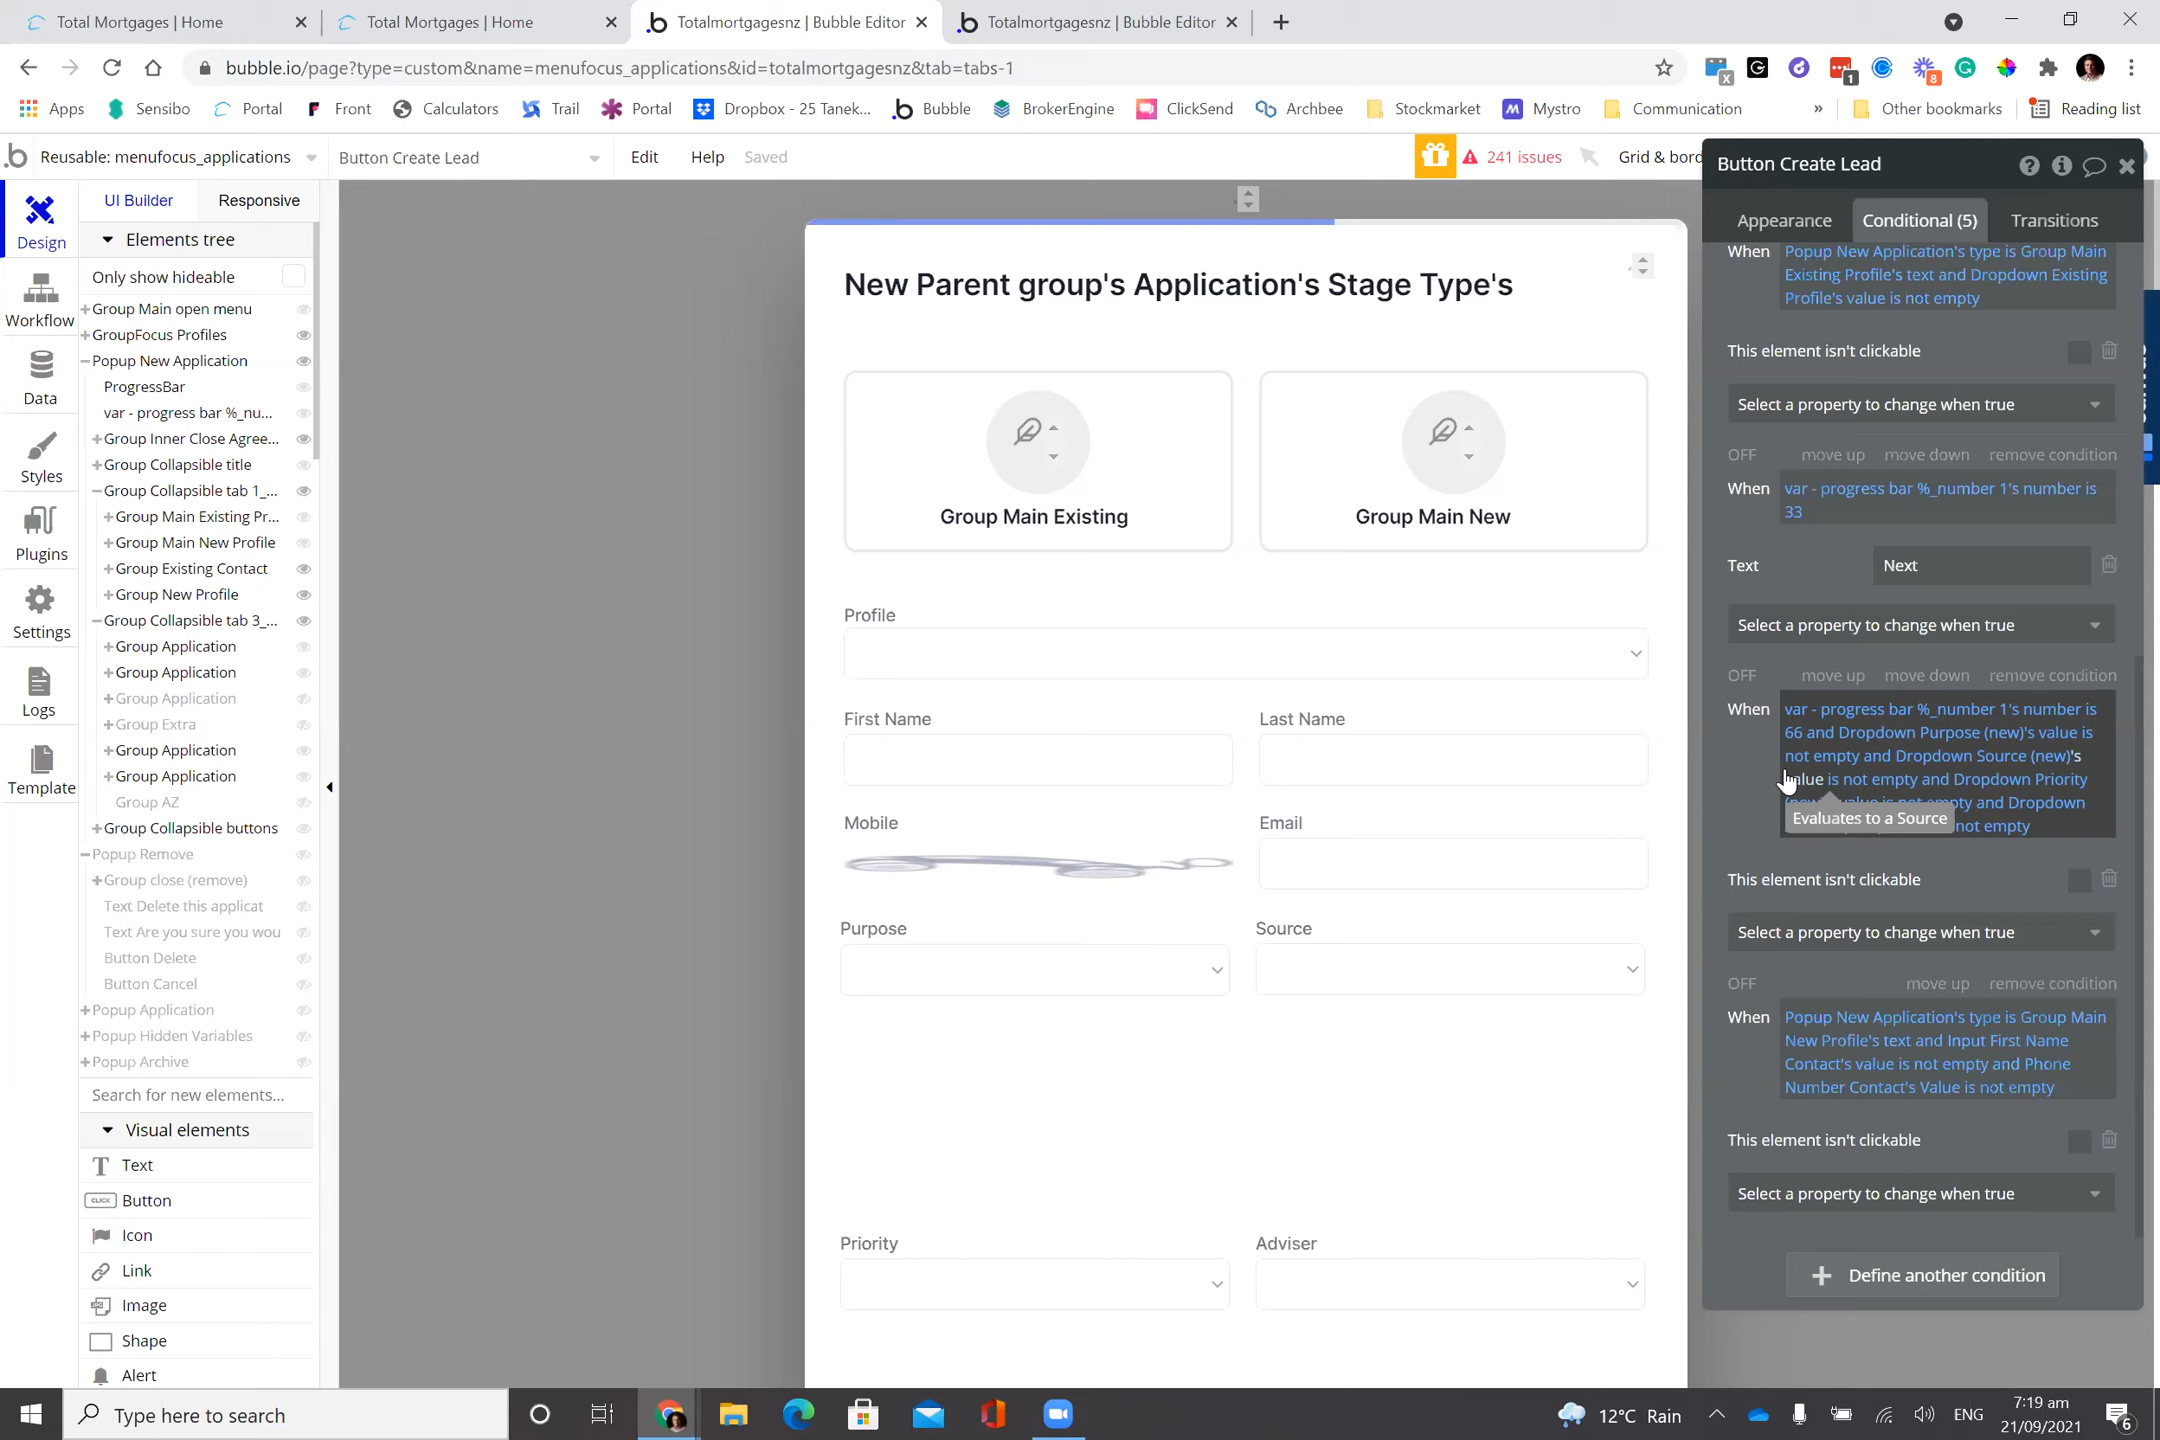 Total Mortgages | Home
Total Mortgages | Home
Totalmortgagesnz | Bubble Editor
Totalmortgagesnz | Bubble Editor
bubble.io/page?type=custom&name=menufocus_applications&id=totalmortgagesnz&tab=tabs-1
x
1
8
Apps
Sensibo
Portal
Front
Calculators
Trail
Portal
Dropbox - 25 Tanek...
Bubble
BrokerEngine
ClickSend
Archbee
Stockmarket
Mystro
Communication
»
Other bookmarks
Reading list
Reusable: menufocus_applications
Button Create Lead
Edit
Help
Saved
241 issues
Grid & bord
Design
Workflow
Data
Styles
Plugins
Settings
Logs
Template
UI Builder
Responsive
Elements tree
Only show hideable
Group Main open menu
GroupFocus Profiles
Popup New Application
ProgressBar
var - progress bar %_nu...
Group Inner Close Agree...
Group Collapsible title
Group Collapsible tab 1_...
Group Main Existing Pr...
Group Main New Profile
Group Existing Contact
Group New Profile
Group Collapsible tab 3_...
Group Application
Group Application
Group Application
Group Extra
Group Application
Group Application
Group AZ
Group Collapsible buttons
Popup Remove
Group close (remove)
Text Delete this applicat
Text Are you sure you wou
Button Delete
Button Cancel
Popup Application
Popup Hidden Variables
Popup Archive
Search for new elements...
Visual elements
Text
CLICK Button
Icon
Link
Image
Shape
Alert
New Parent group's Application's Stage Type's
Group Main Existing
Group Main New
Profile
First Name
Last Name
Mobile
Email
Purpose
Source
Priority
Adviser
Button Create Lead
Appearance
Conditional (5)
Transitions
When
Popup New Application's type is Group Main
Existing Profile's text and Dropdown Existing
Profile's value is not empty
This element isn't clickable
Select a property to change when true
OFF move up move down remove condition
When
var - progress bar %_number 1's number is
33
Text
Next
Select a property to change when true
OFF move up move down remove condition
When
var - progress bar %_number 1's number is
66 and Dropdown Purpose (new)'s value is
not empty and Dropdown Source (new)'s
value is not empty and Dropdown Priority
value is not empty and Dropdown
not empty
Evaluates to a Source
This element isn't clickable
Select a property to change when true
OFF move up remove condition
When
Popup New Application's type is Group Main
New Profile's text and Input First Name
Contact's value is not empty and Phone
Number Contact's Value is not empty
This element isn't clickable
Select a property to change when true
Define another condition
Type here to search
12°C Rain
ENG
7:19 am
21/09/2021
6